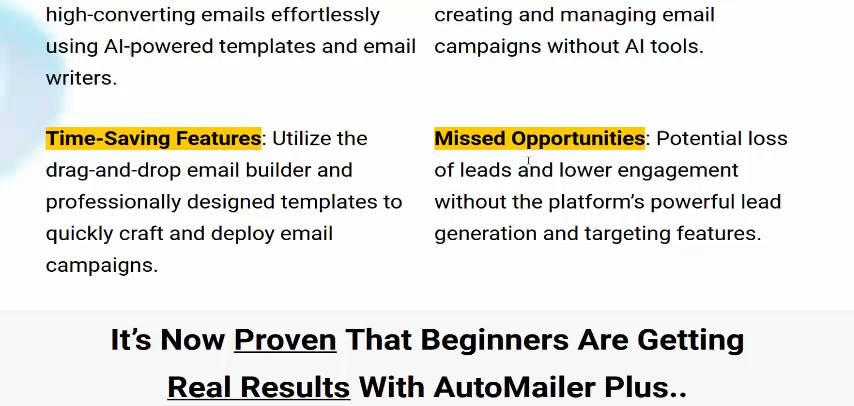 high-converting emails effortlessly
using AI-powered templates and email
writers.
Time-Saving Features: Utilize the
drag-and-drop email builder and
professionally designed templates to
quickly craft and deploy email
campaigns.
creating and managing email
campaigns without AI tools.
Missed Opportunities: Potential loss
of leads and lower engagement
without the platform’s powerful lead
generation and targeting features.
It’s Now Proven That Beginners Are Getting
Real Results With AutoMailer Plus..